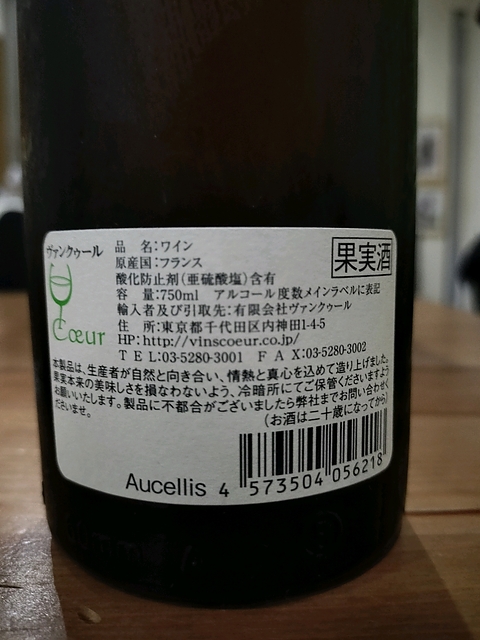 ヴァンクゥール
Cœur
品 名:ワイン
果実酒
原産国:フランス
酸化防止剤(亜硫酸塩)含有
容 量:750ml アルコール度数メインラベルに表記
輸入者及び引取先:有限会社ヴァンクゥール
住 所:東京都千代田区内神田1-4-5
HP:http://vinscoeur.co.jp/
TEL:03-5280-3001 FAX:03-5280-3002
本製品は、生産者が自然と向き合い、情熱と真心を込めて造り上げました。
果実本来の美味しさを損なわないよう、冷暗所にてご保管くださいますよう
お願いいたします。製品に不都合がございましたら弊社までお問い合わせく
ださいませ。
(お酒は二十歳になってから)
Aucellis
4 573504 056218